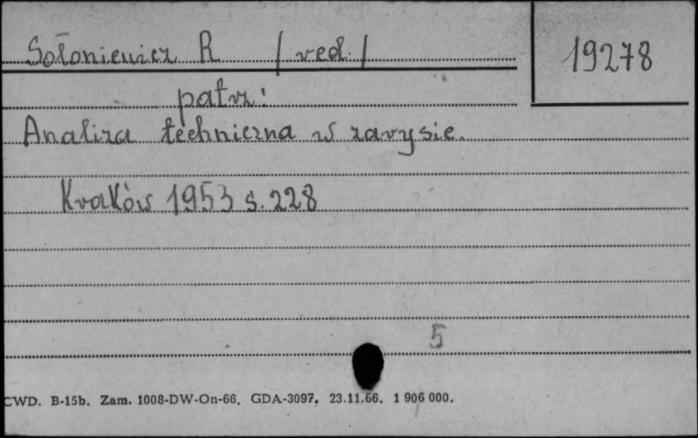 Sołoniewicz R /red./
19278
patrz:
Analiza techniczna w zarysie.
Kraków 1953 s. 228
5
CWD. B-15b. Zam. 1008-DW-On-66. GDA-3097. 23.11.66. 1 906 000.